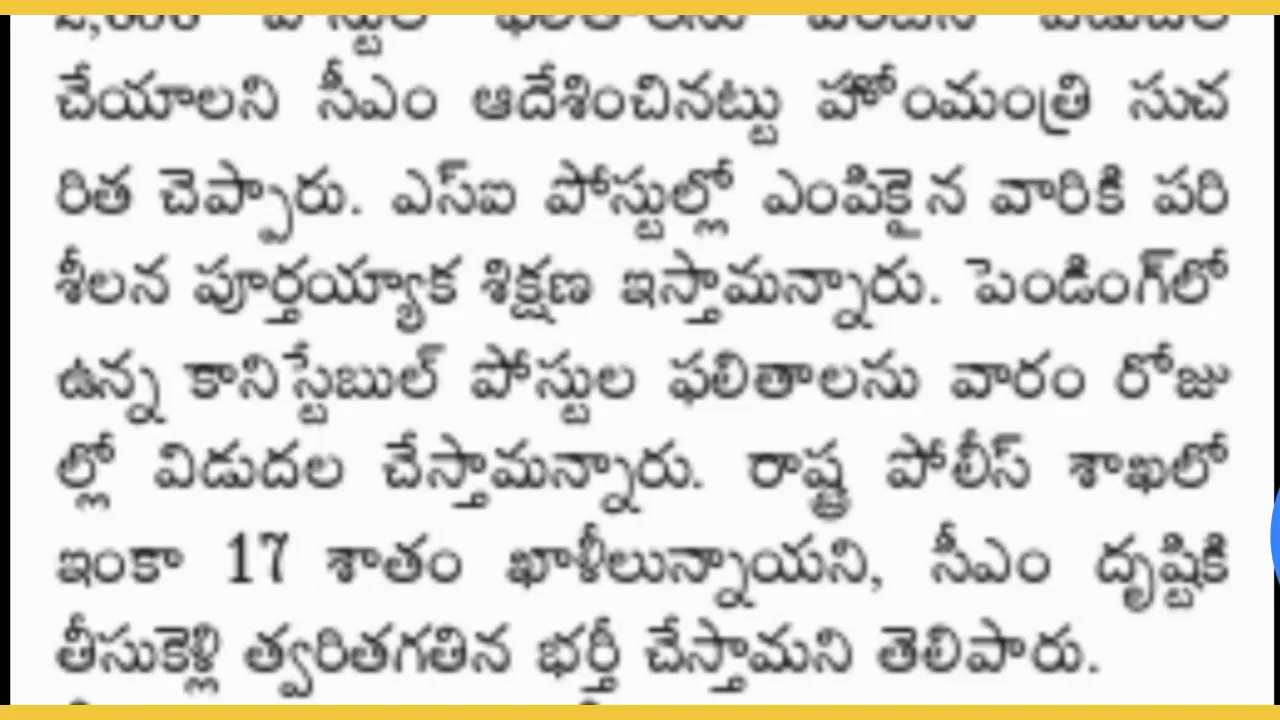 చేయాలని సీఎం ఆదేశించినట్టు హోంమంత్రి సుచ
రిత చెప్పారు. ఎస్ఐ పోస్టుల్లో ఎంపికైన వారికి పరి
శీలన పూర్తయ్యాక శిక్షణ ఇస్తామన్నారు. పెండింగ్‌లో
ఉన్న కానిస్టేబుల్ పోస్టుల ఫలితాలను వారం రోజు
ల్లో విడుదల చేస్తామన్నారు. రాష్ట్ర పోలీస్ శాఖలో
ఇంకా 17 శాతం ఖాళీలున్నాయని, సీఎం దృష్టికి
తీసుకెళ్లి త్వరితగతిన భర్తీ చేస్తామని తెలిపారు.